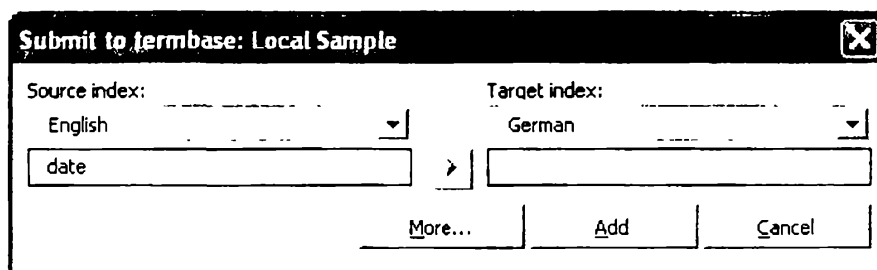 Submit to termbase: Local Sample
Source index: Target index:
English German
date
More... Add Cancel